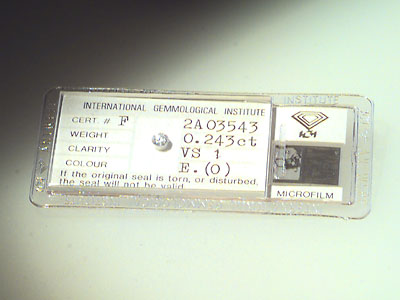 INTERNATIONAL GEMMOLOGICAL INSTITUTE
CERT. # F 2A03543
WEIGHT 0.243ct
CLARITY VS 1
COLOUR E.(O)
If the original seal is torn, or disturbed,
the seal will not be valid
INSTITUTE
MICROFILM